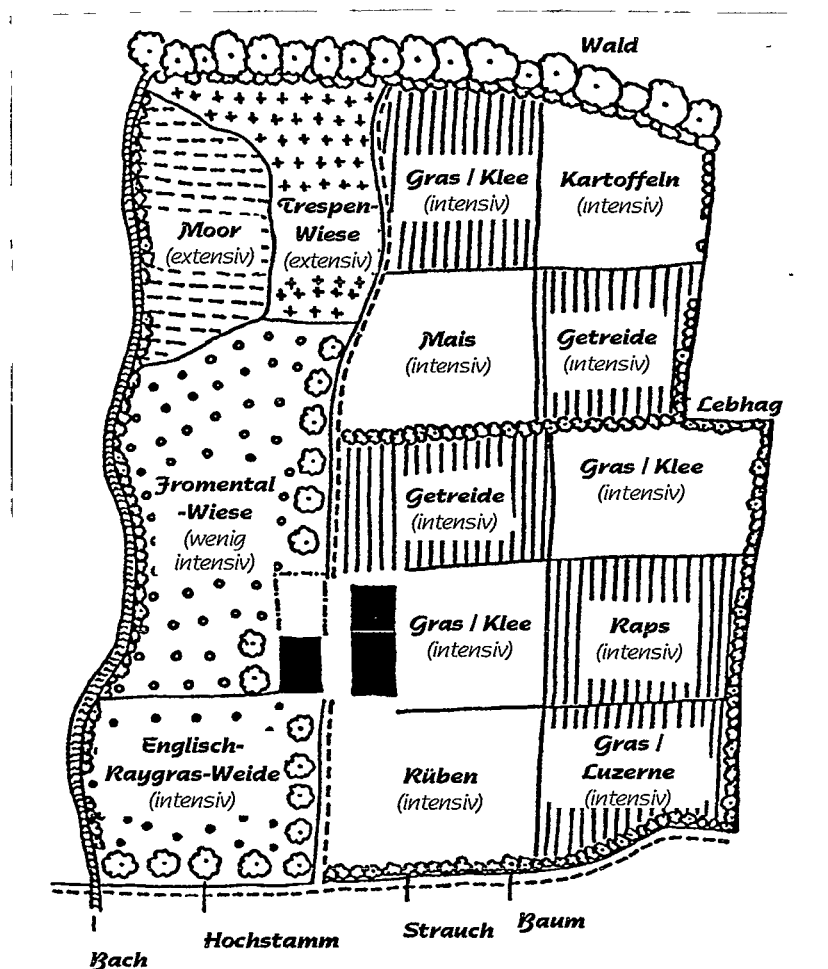 Wald
Gras / Klee
(intensiv)
Kartoffeln
(intensiv)
Moor
(extensiv)
Trespen-
Wiese
(extensiv)
Mais
(intensiv)
Getreide
(intensiv)
Lebhag
Fromental
-Wiese
(wenig
intensiv)
Getreide
(intensiv)
Gras / Klee
(intensiv)
Gras / Klee
(intensiv)
Raps
(intensiv)
Englisch-
Raygras-Weide
(intensiv)
Rüben
(intensiv)
Gras /
Luzerne
(intensiv)
Bach
Hochstamm
Strauch
Baum